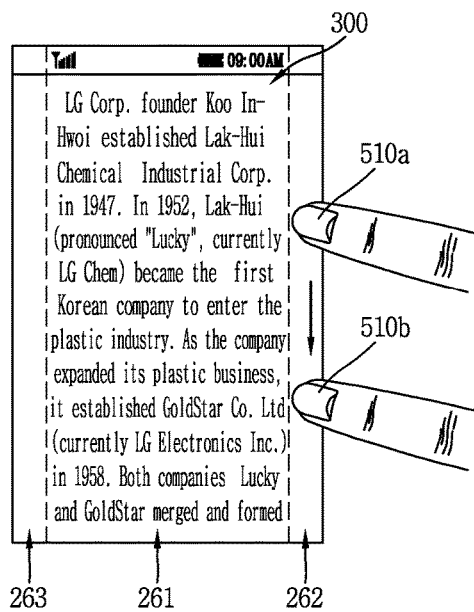 300
09:00AM
LG Corp. founder Koo In-
Hwoi established Lak-Hui
Chemical Industrial Corp.
in 1947. In 1952, Lak-Hui
(pronounced "Lucky", currently
LG Chem) became the first
Korean company to enter the
plastic industry. As the company
expanded its plastic business,
it established GoldStar Co. Ltd
(currently LG Electronics Inc.)
in 1958. Both companies Lucky
and GoldStar merged and formed
510a
510b
263
261
262